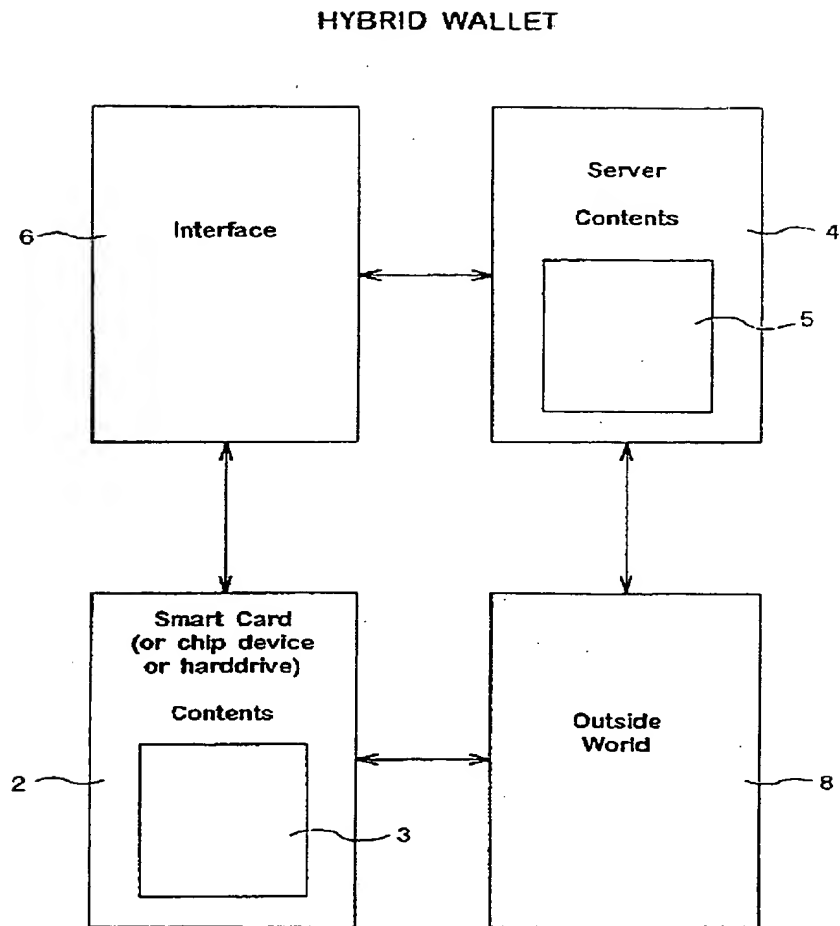 HYBRID WALLET
6
Interface
Server
Contents
4
5
Smart Card
(or chip device
or harddrive)
Contents
2
3
Outside
World
8